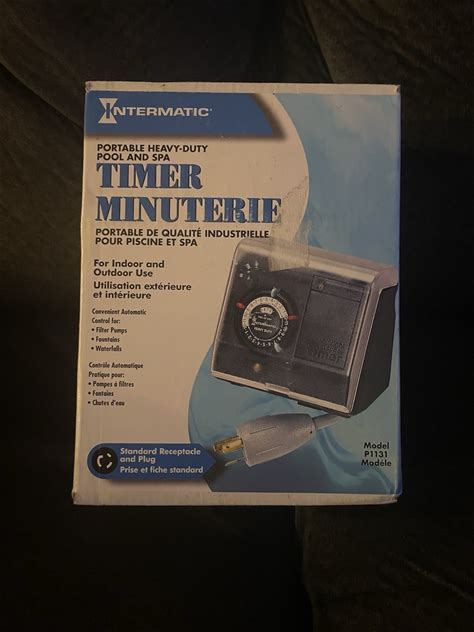 INTERMATIC®
PORTABLE HEAVY-DUTY
POOL AND SPA
TIMER
MINUTERIE
PORTABLE DE QUALITÉ INDUSTRIELLE
POUR PISCINE ET SPA
For Indoor and
Outdoor Use
Utilisation extérieure
et intérieure
Convenient Automatic
Control for:
• Filter Pumps
• Fountains
• Waterfalls
Contrôle Automatique
Pratique pour:
• Pompes à filtres
• Fontains
• Chutes d'eau
Standard Receptacle
and Plug
Prise et fiche standard
Model
P1131
Modèle